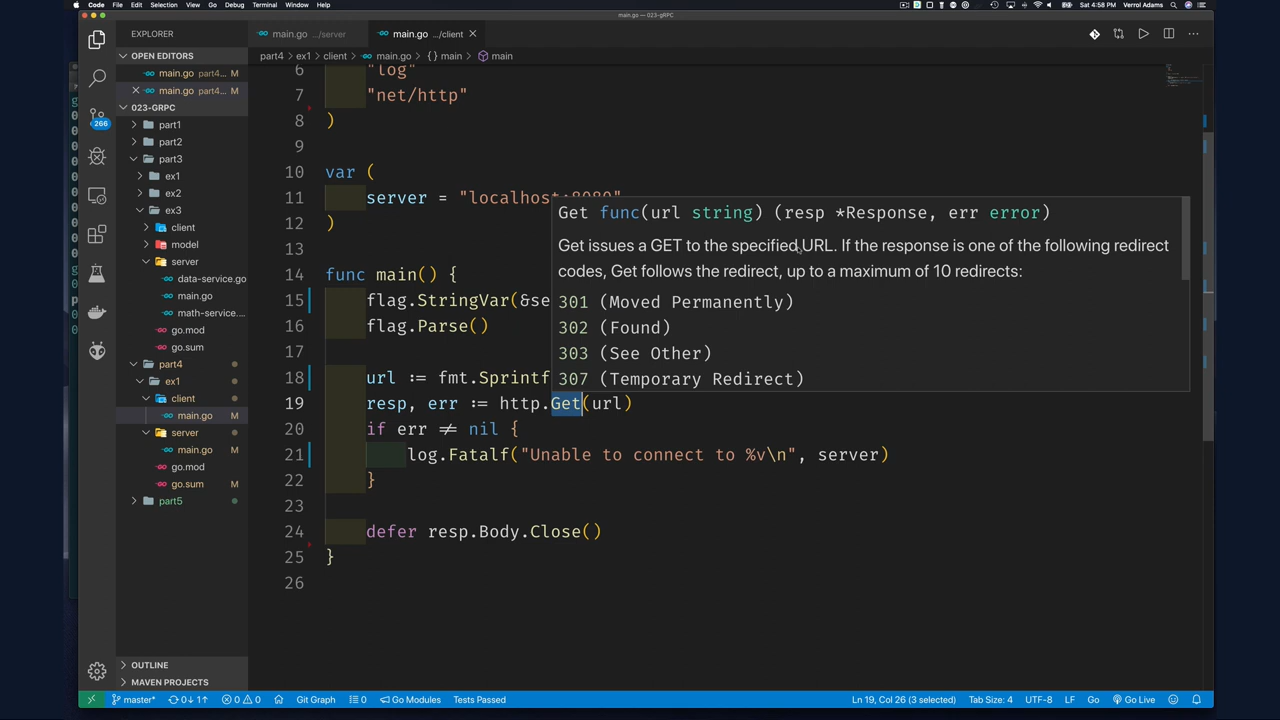 Code File Edit Selection View Go Debug Terminal Window Help
Sat 4:58 PM Verrol Adams
main.go — 023-gRPC
EXPLORER
main.go .../server
main.go .../client
OPEN EDITORS
main.go part4... M
main.go part4... M
023-GRPC
part1
part2
part3
ex1
ex2
ex3
client
model
server
data-service.go
main.go
math-service....
go.mod
go.sum
part4
ex1
client
main.go M
server
main.go M
go.mod
go.sum M
part5
OUTLINE
MAVEN PROJECTS
266
part4 > ex1 > client > main.go > {} main > main
6 "log"
7 "net/http"
8 )
9
10 var (
11 server = "localhost:8080"
12 )
13
14 func main() {
15 flag.StringVar(&se
16 flag.Parse()
17
18 url := fmt.Sprintf
19 resp, err := http.Get(url)
20 if err ≠ nil {
21 log.Fatalf("Unable to connect to %v\n", server)
22 }
23
24 defer resp.Body.Close()
25 }
26
Get func(url string) (resp *Response, err error)
Get issues a GET to the specified URL. If the response is one of the following redirect
codes, Get follows the redirect, up to a maximum of 10 redirects:
301 (Moved Permanently)
302 (Found)
303 (See Other)
307 (Temporary Redirect)
master* 0↓ 1↑ 0 0 Git Graph 0 Go Modules Tests Passed
Ln 19, Col 26 (3 selected) Tab Size: 4 UTF-8 LF Go Go Live